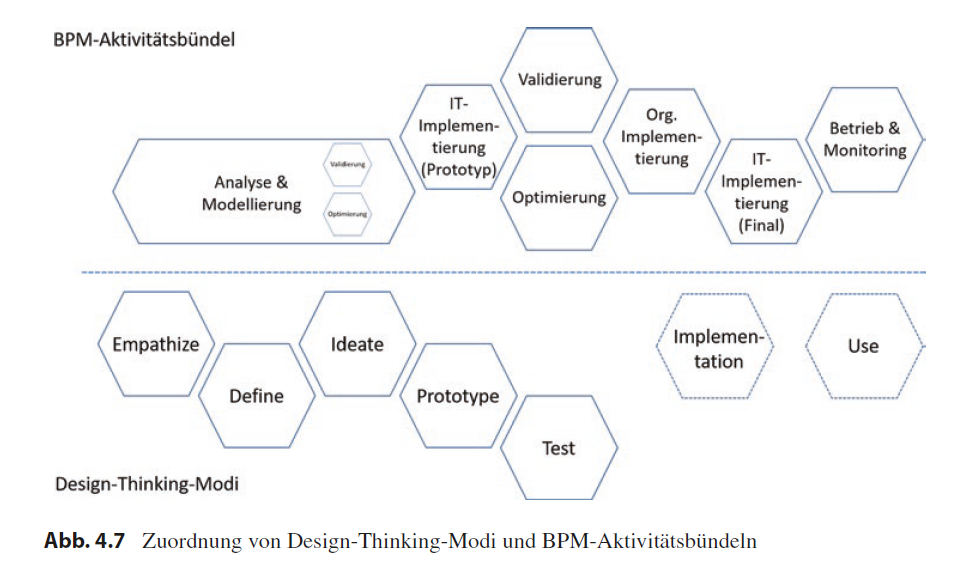 BPM-Aktivitätsbündel
Analyse &
Modellierung
Validierung
Optimierung
IT-
Implemen-
tierung
(Prototyp)
Validierung
Optimierung
Org.
Implemen-
tierung
IT-
Implemen-
tierung
(Final)
Betrieb &
Monitoring
Empathize
Define
Ideate
Prototype
Test
Implemen-
tation
Use
Design-Thinking-Modi
Abb. 4.7 Zuordnung von Design-Thinking-Modi und BPM-Aktivitätsbündeln